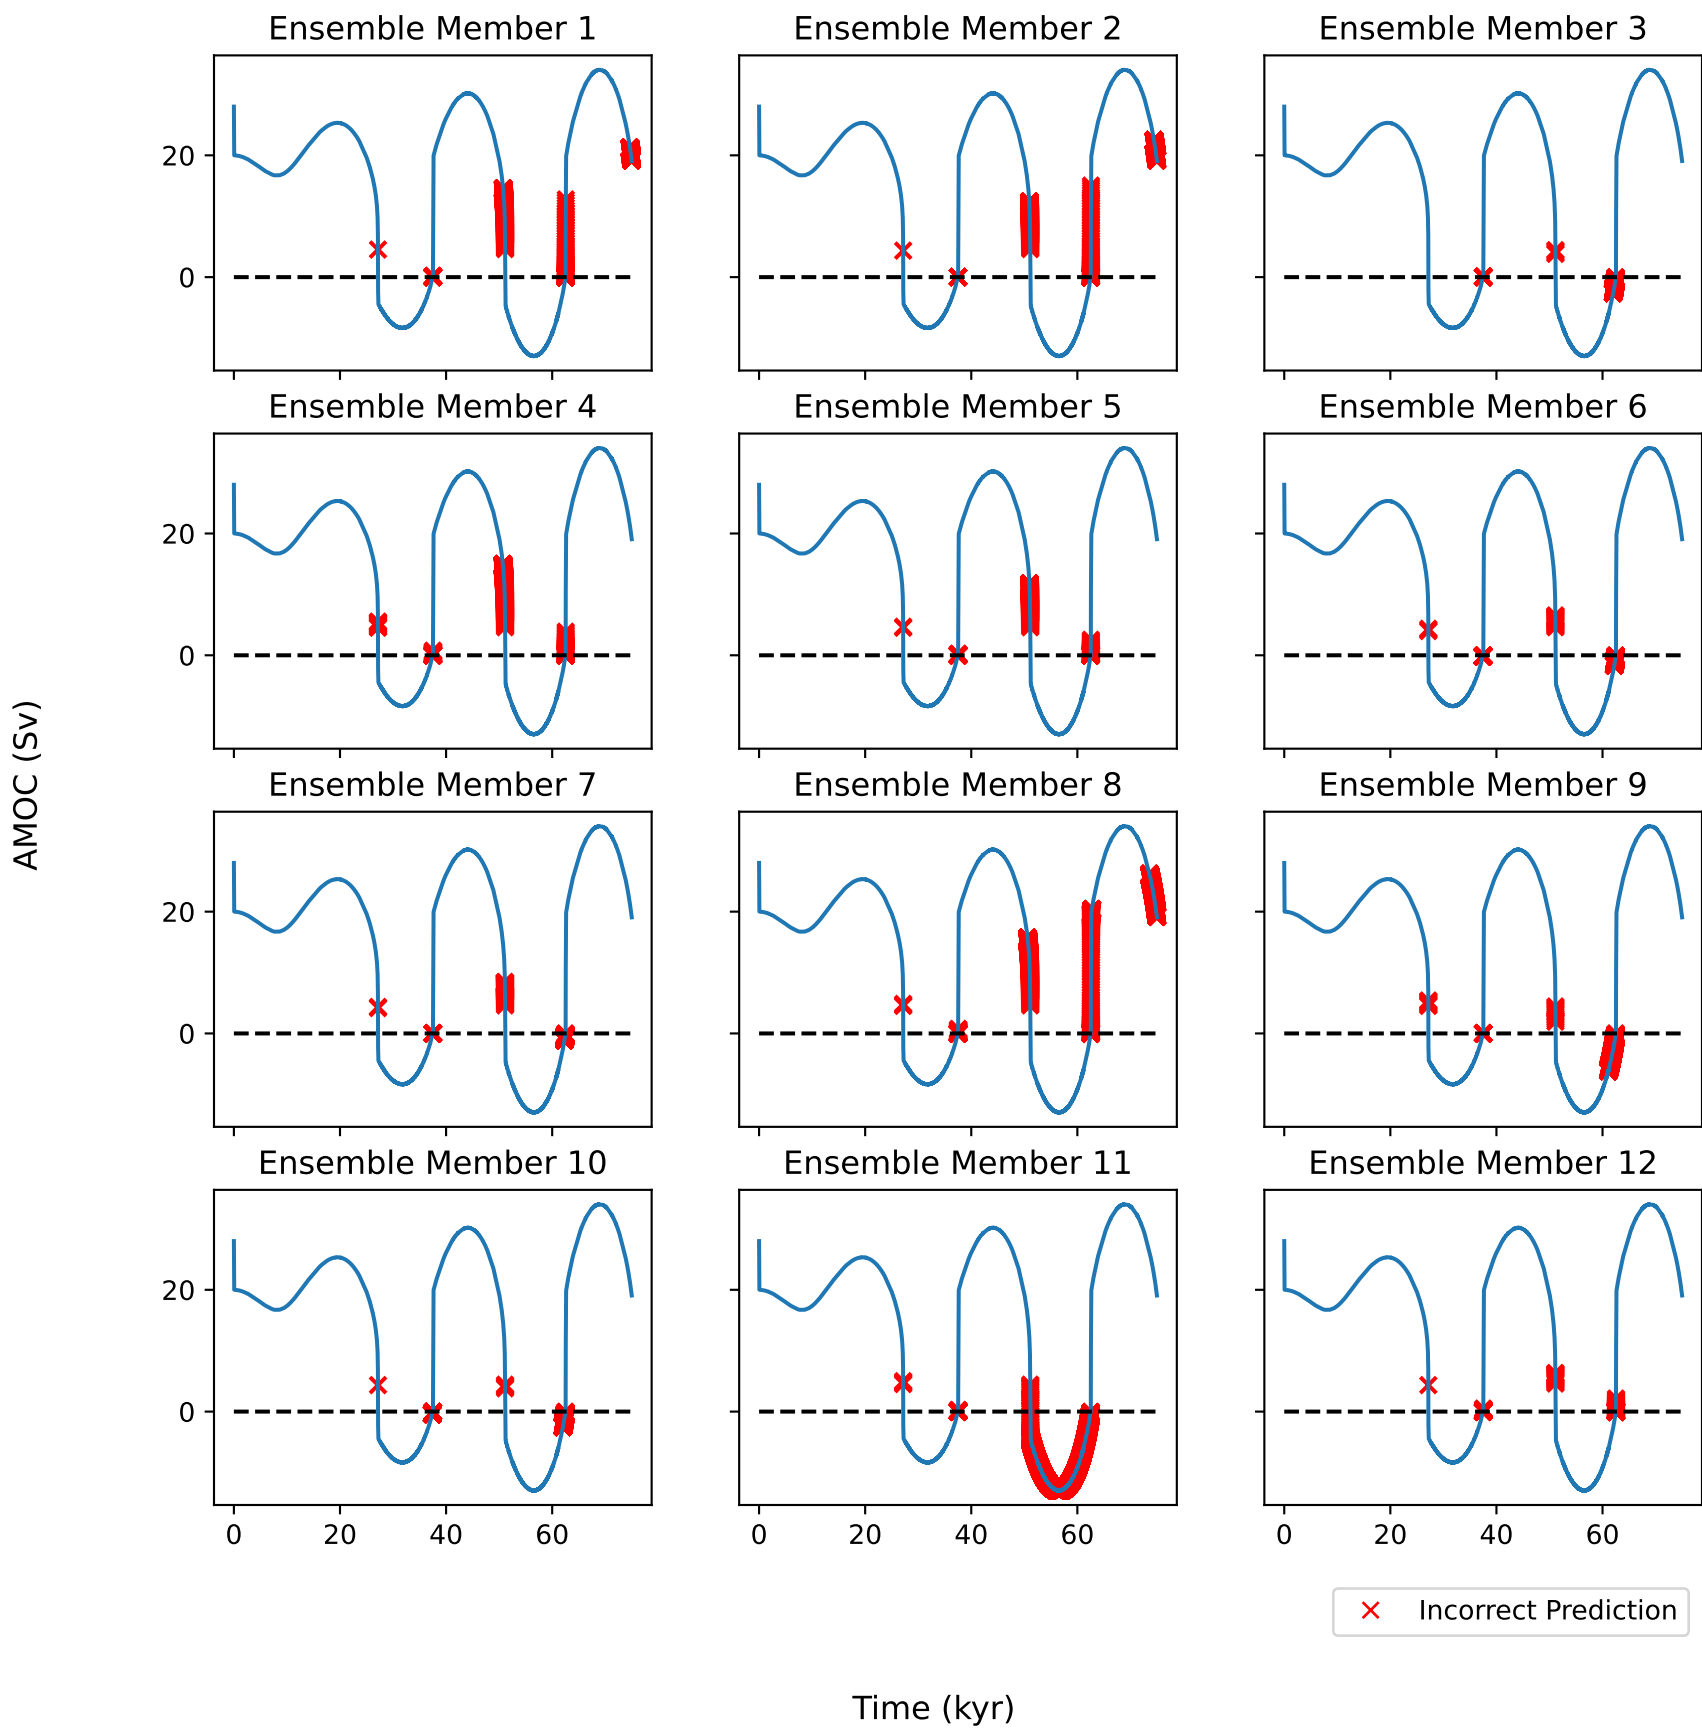 Ensemble Member 1
Ensemble Member 2
Ensemble Member 3
20
0
Ensemble Member 4
Ensemble Member 5
Ensemble Member 6
20
0
Ensemble Member 7
Ensemble Member 8
Ensemble Member 9
20
0
Ensemble Member 10
Ensemble Member 11
Ensemble Member 12
20
0
0 20 40 60
0 20 40 60
0 20 40 60
AMOC (Sv)
Incorrect Prediction
Time (kyr)